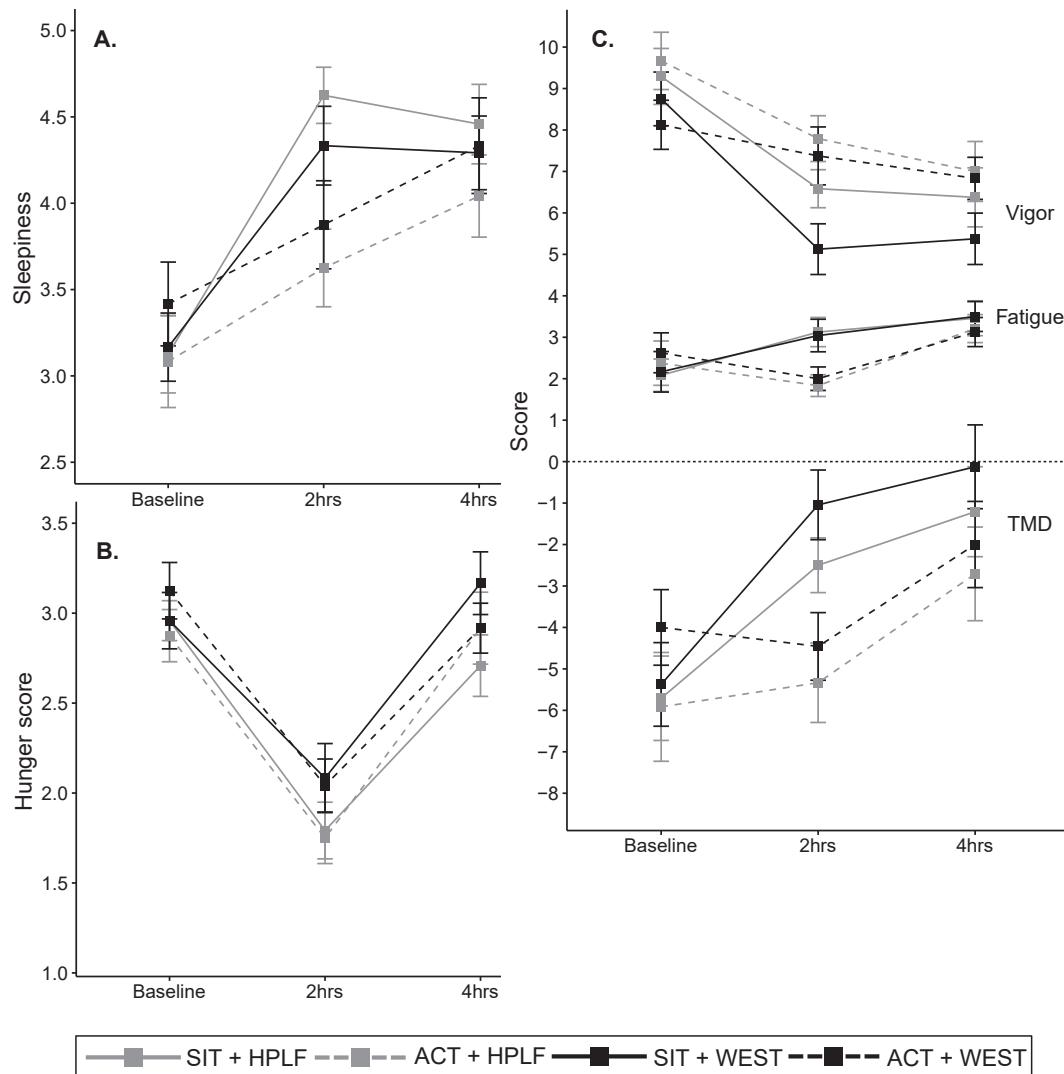 A.
Sleepiness
5.0
4.5
4.0
3.5
3.0
2.5
Baseline 2hrs 4hrs
B.
Hunger score
3.5
3.0
2.5
2.0
1.5
1.0
Baseline 2hrs 4hrs
C.
Score
10
9
8
7
6
5
4
3
2
1
0
−1
−2
−3
−4
−5
−6
−7
−8
Vigor
Fatigue
TMD
Baseline 2hrs 4hrs
SIT + HPLF ACT + HPLF SIT + WEST ACT + WEST